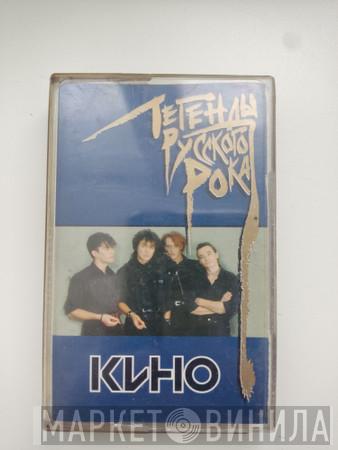 ЛЕГЕНДЫ
РУССКОГО
РОКА
КИНО
МАРКЕТ ВИНИЛА